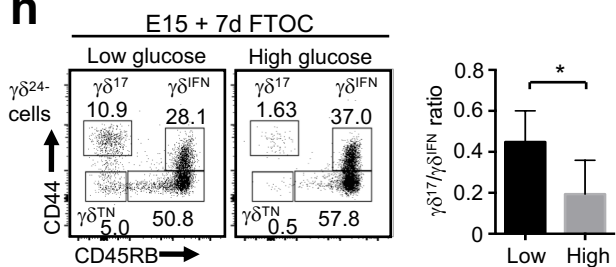 h
E15 + 7d FTOC
Low glucose High glucose
γδ24- cells
γδ17 γδIFN γδ17 γδIFN
10.9 28.1 1.63 37.0
γδTN 50.8 57.8
5.0 0.5
CD44
CD45RB
γδ17/γδIFN ratio
0.8
0.6
0.4
0.2
0
*
Low High